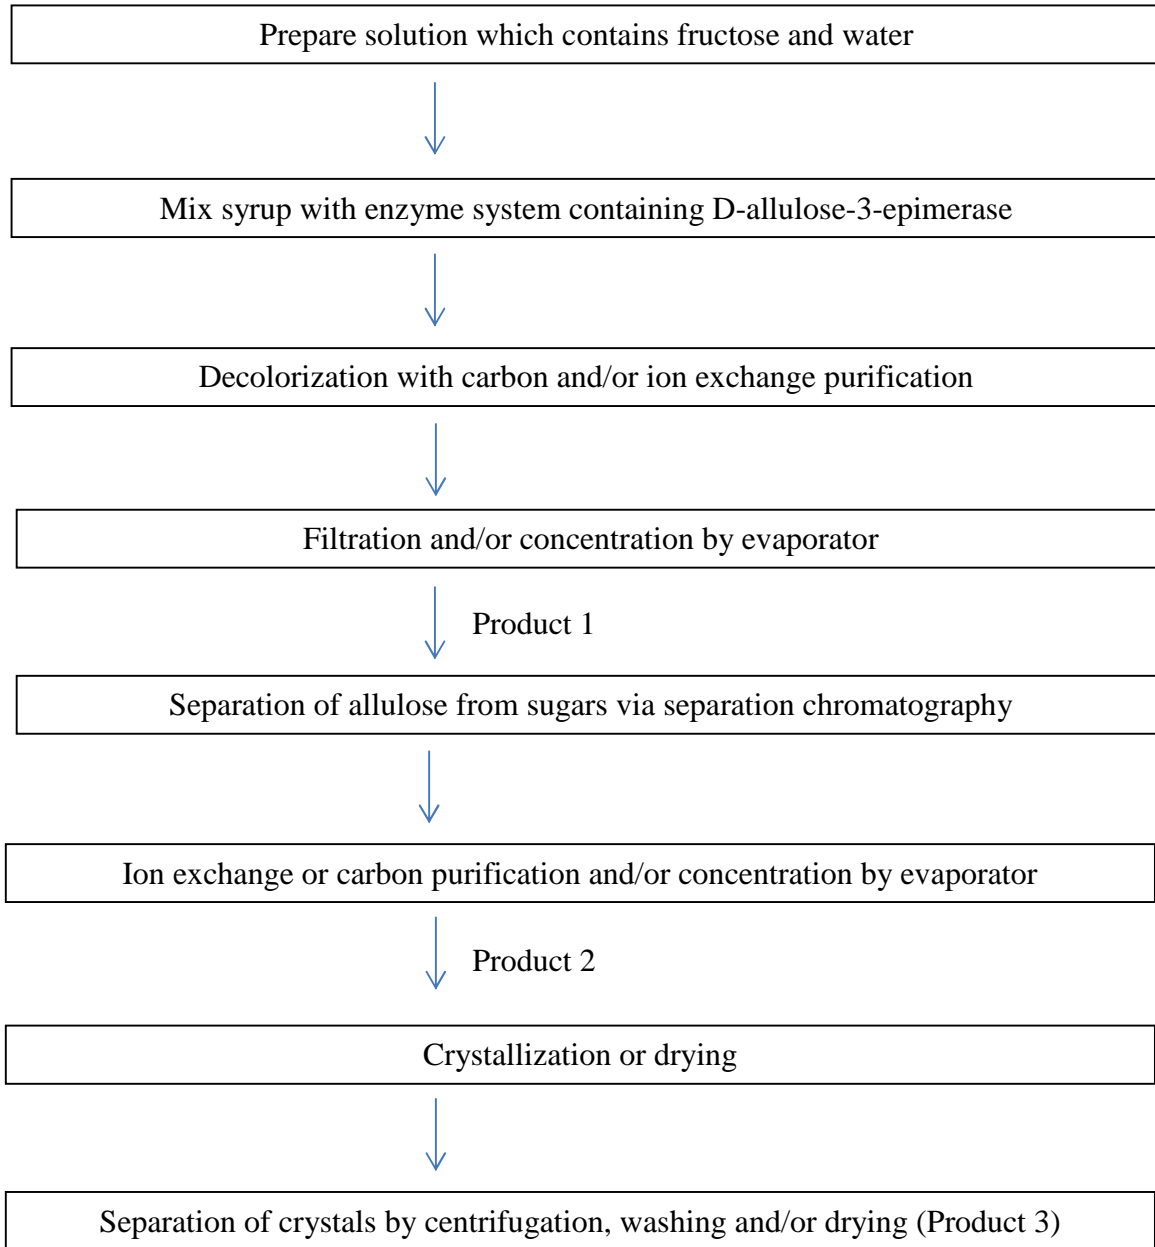 Prepare solution which contains fructose and water
Mix syrup with enzyme system containing D-allulose-3-epimerase
Decolorization with carbon and/or ion exchange purification
Filtration and/or concentration by evaporator
Product 1
Separation of allulose from sugars via separation chromatography
Ion exchange or carbon purification and/or concentration by evaporator
Product 2
Crystallization or drying
Separation of crystals by centrifugation, washing and/or drying (Product 3)